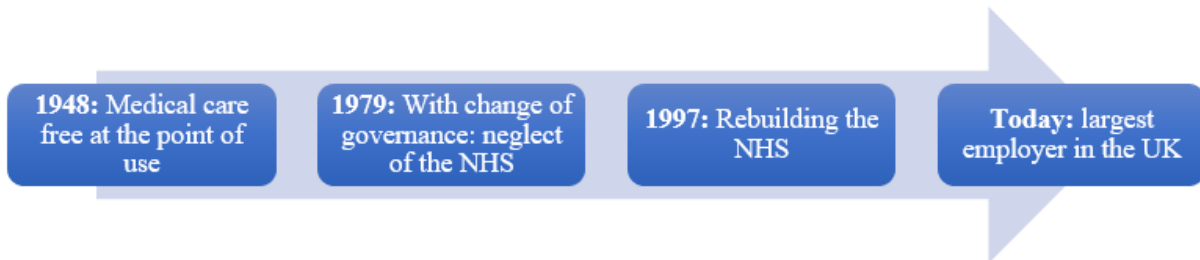 1948: Medical care
free at the point of
use
1979: With change of
governance: neglect
of the NHS
1997: Rebuilding the
NHS
Today: largest
employer in the UK